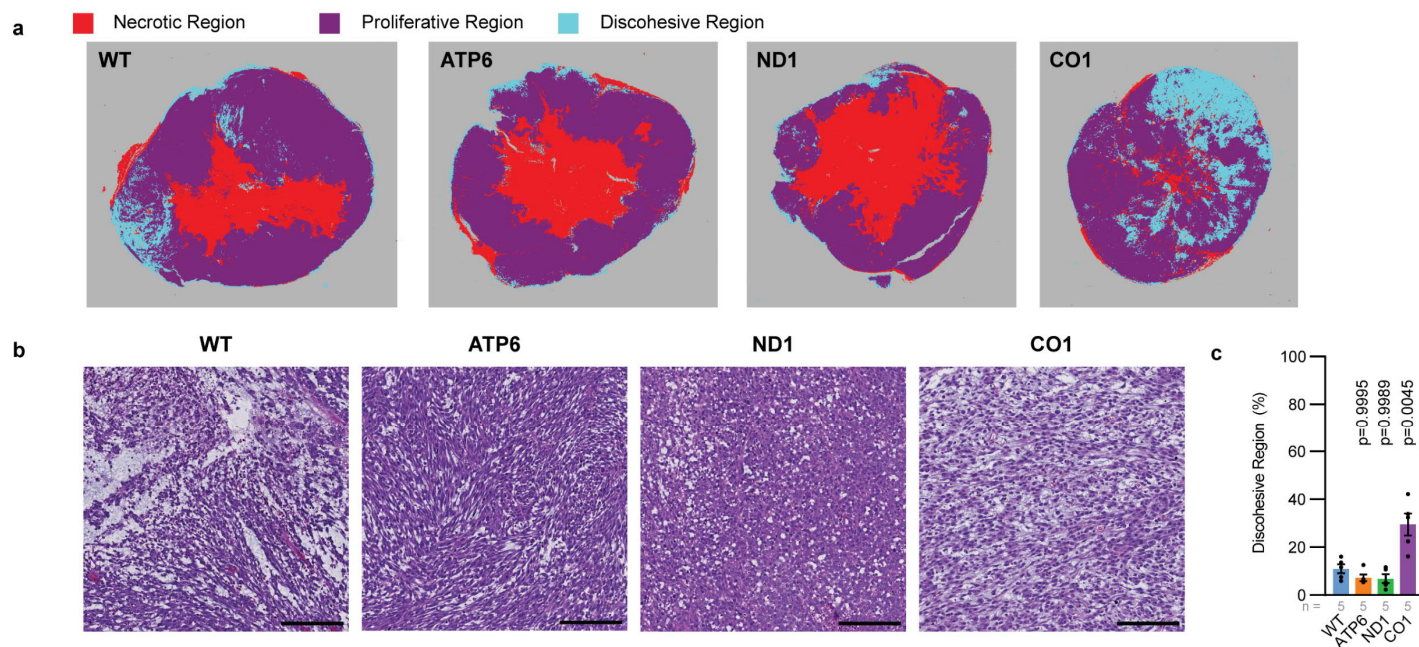 a
Necrotic Region Proliferative Region Discohesive Region
WT ATP6 ND1 CO1
b
WT ATP6 ND1 CO1
c
Discohesive Region (%)
100
80
60
40
20
0
p=0.9995
p=0.9989
p=0.0045
n = 5 5 5 5
WT ATP6 ND1 CO1